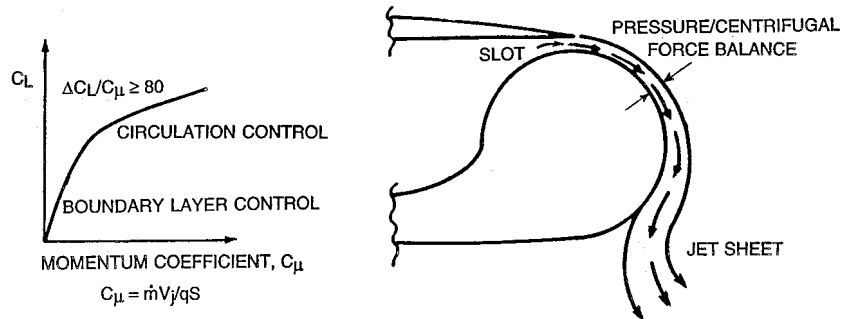 C_L
ΔC_L/C_μ ≥ 80
CIRCULATION CONTROL
BOUNDARY LAYER CONTROL
MOMENTUM COEFFICIENT, C_μ
C_μ = ṁV_j/qS
PRESSURE/CENTRIFUGAL
FORCE BALANCE
SLOT
JET SHEET